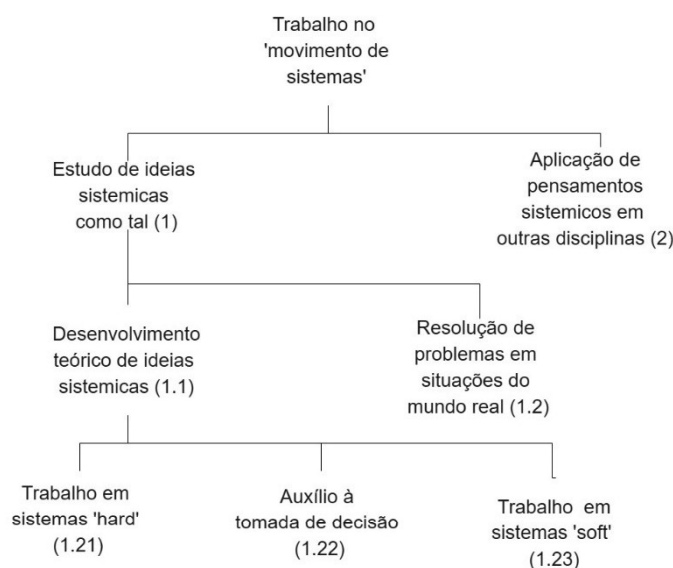 Trabalho no
'movimento de
sistemas'
Estudo de ideias
sistemicas
como tal (1)
Aplicação de
pensamentos
sistemicos em
outras disciplinas (2)
Desenvolvimento
teórico de ideias
sistemicas (1.1)
Resolução de
problemas em
situações do
mundo real (1.2)
Trabalho em
sistemas 'hard'
(1.21)
Auxílio à
tomada de decisão
(1.22)
Trabalho em
sistemas 'soft'
(1.23)